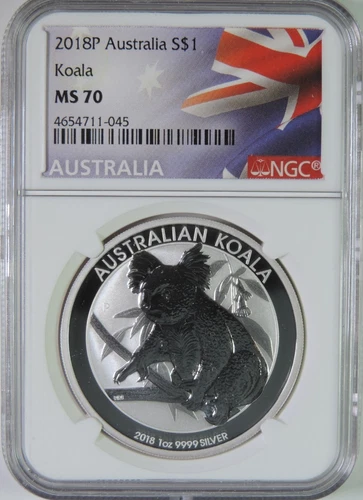 2018P Australia S$1
Koala
MS 70
4654711-045
AUSTRALIA
NGC®
AUSTRALIAN KOALA
P
2018 1oz 9999 SILVER